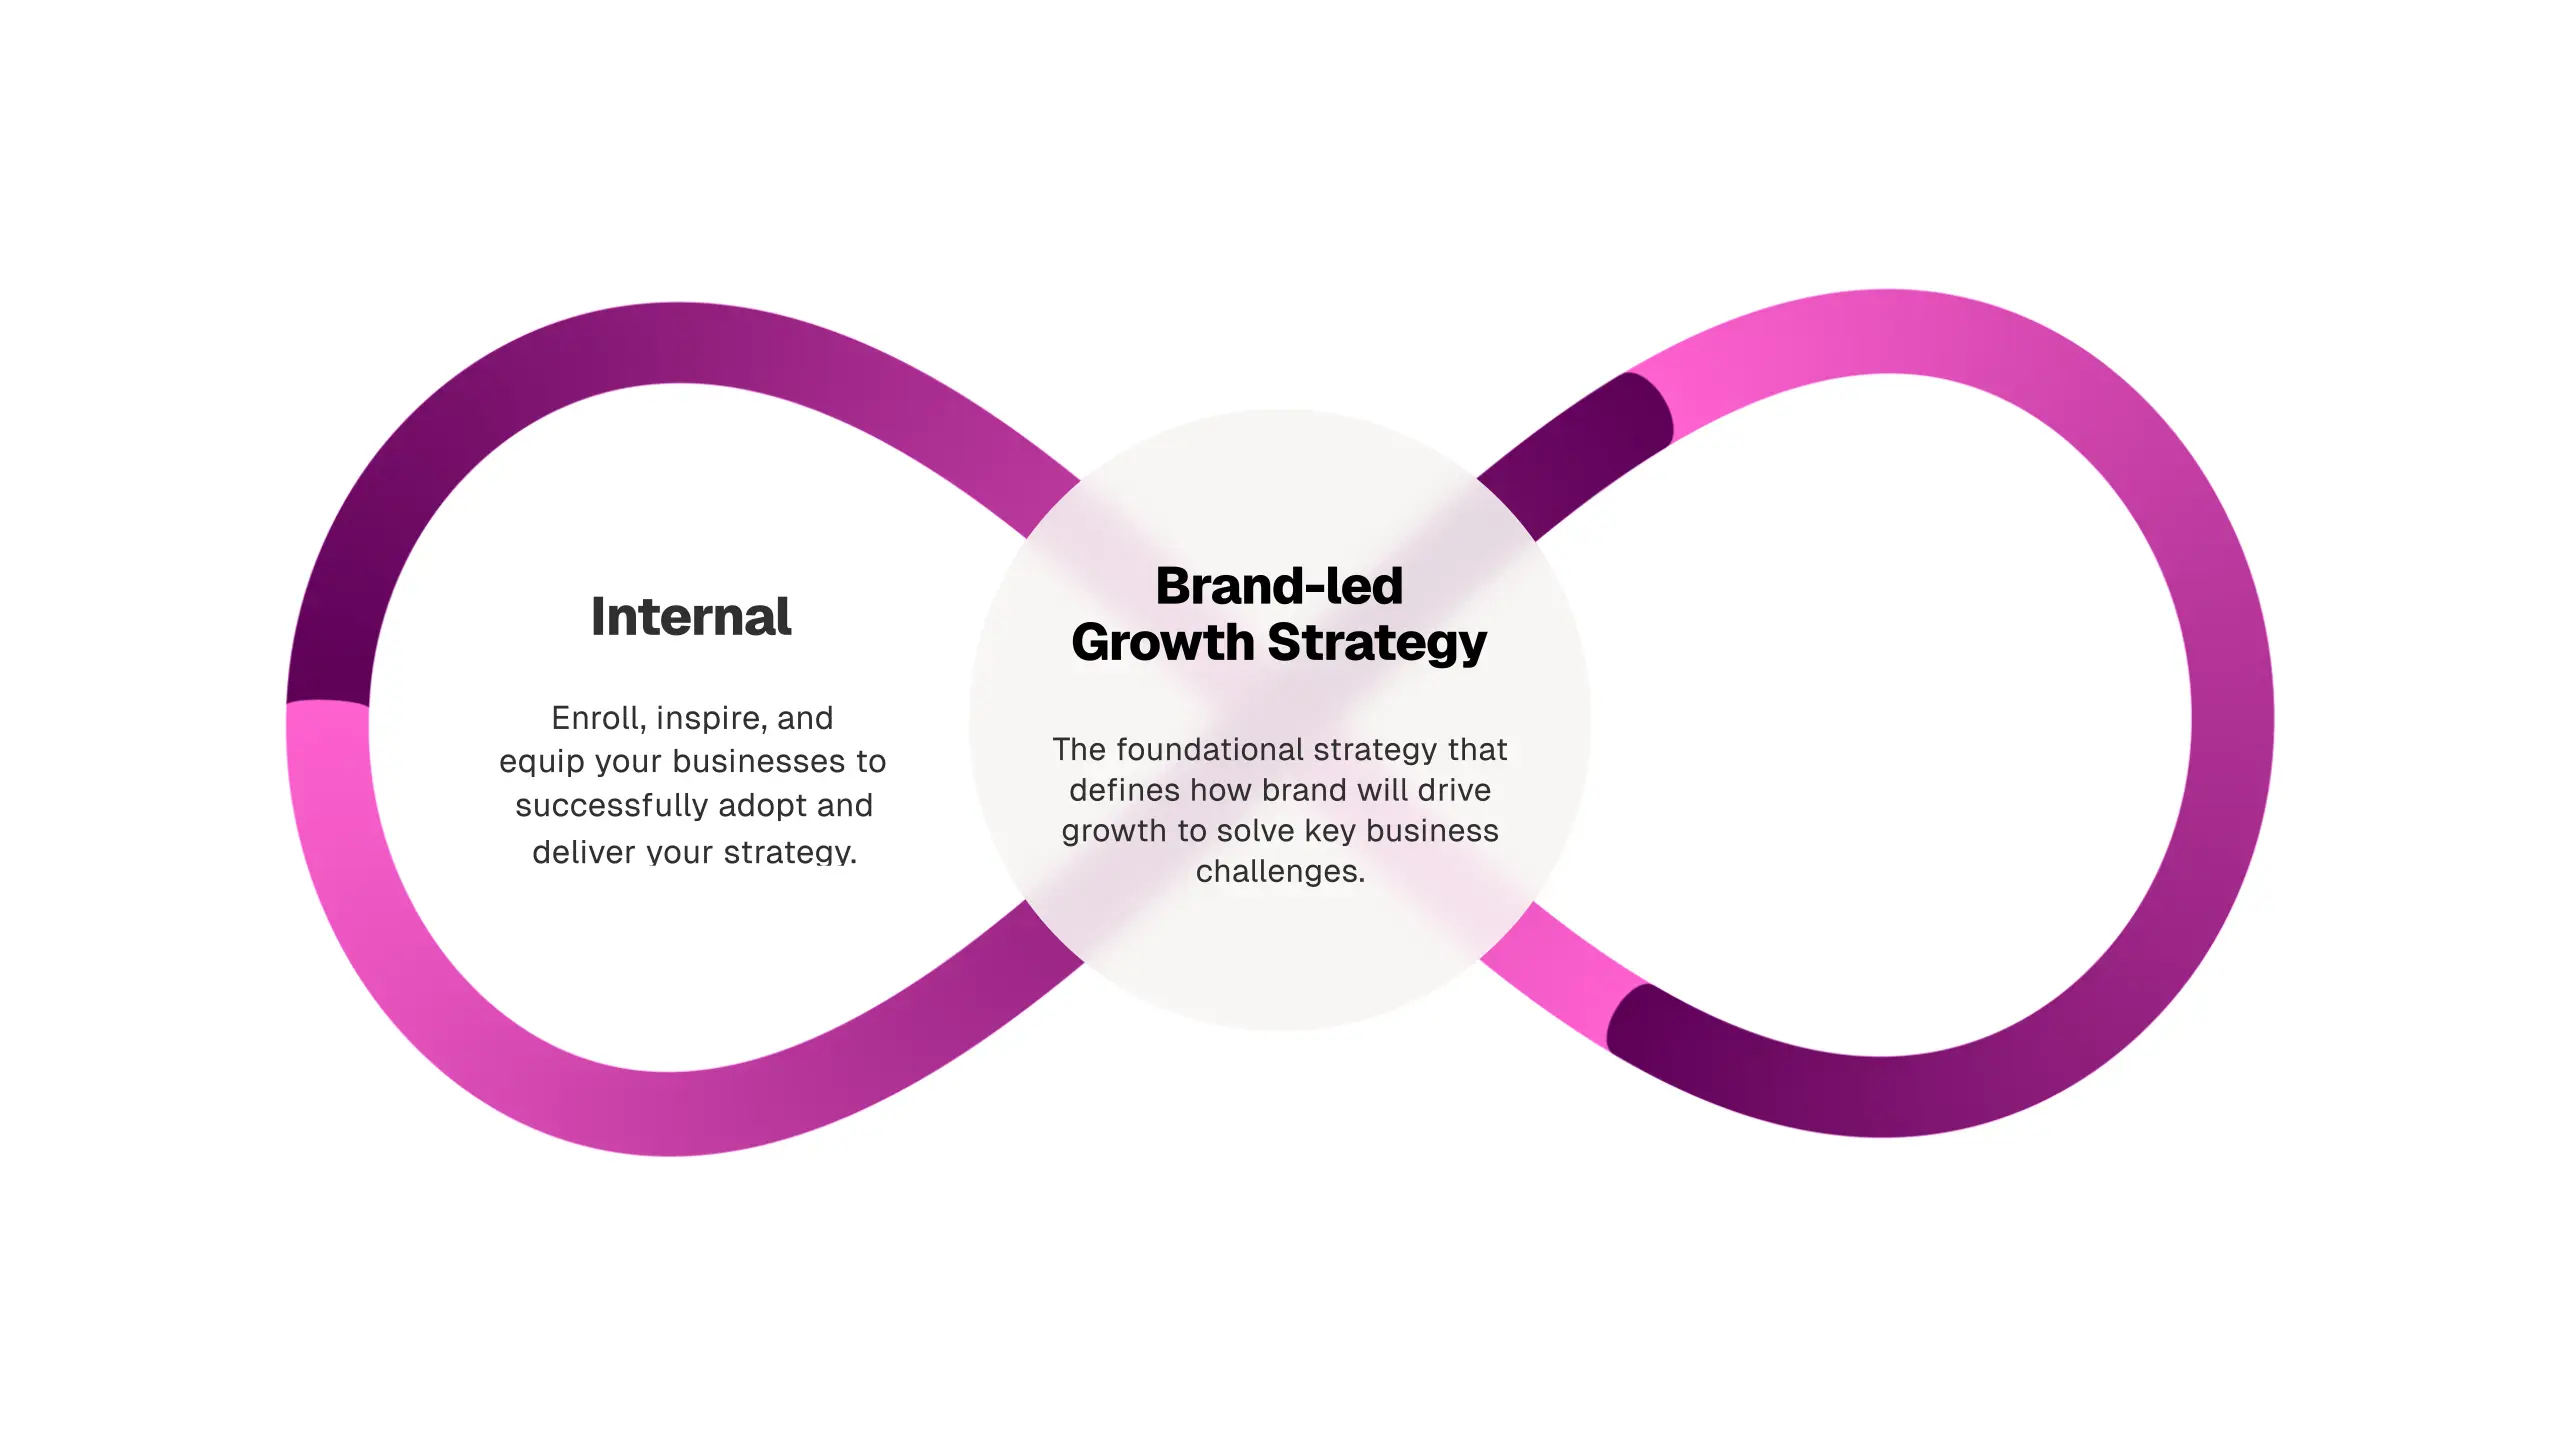 Internal
Enroll, inspire, and
equip your businesses to
successfully adopt and
deliver your strategy.
Brand-led
Growth Strategy
The foundational strategy that
defines how brand will drive
growth to solve key business
challenges.